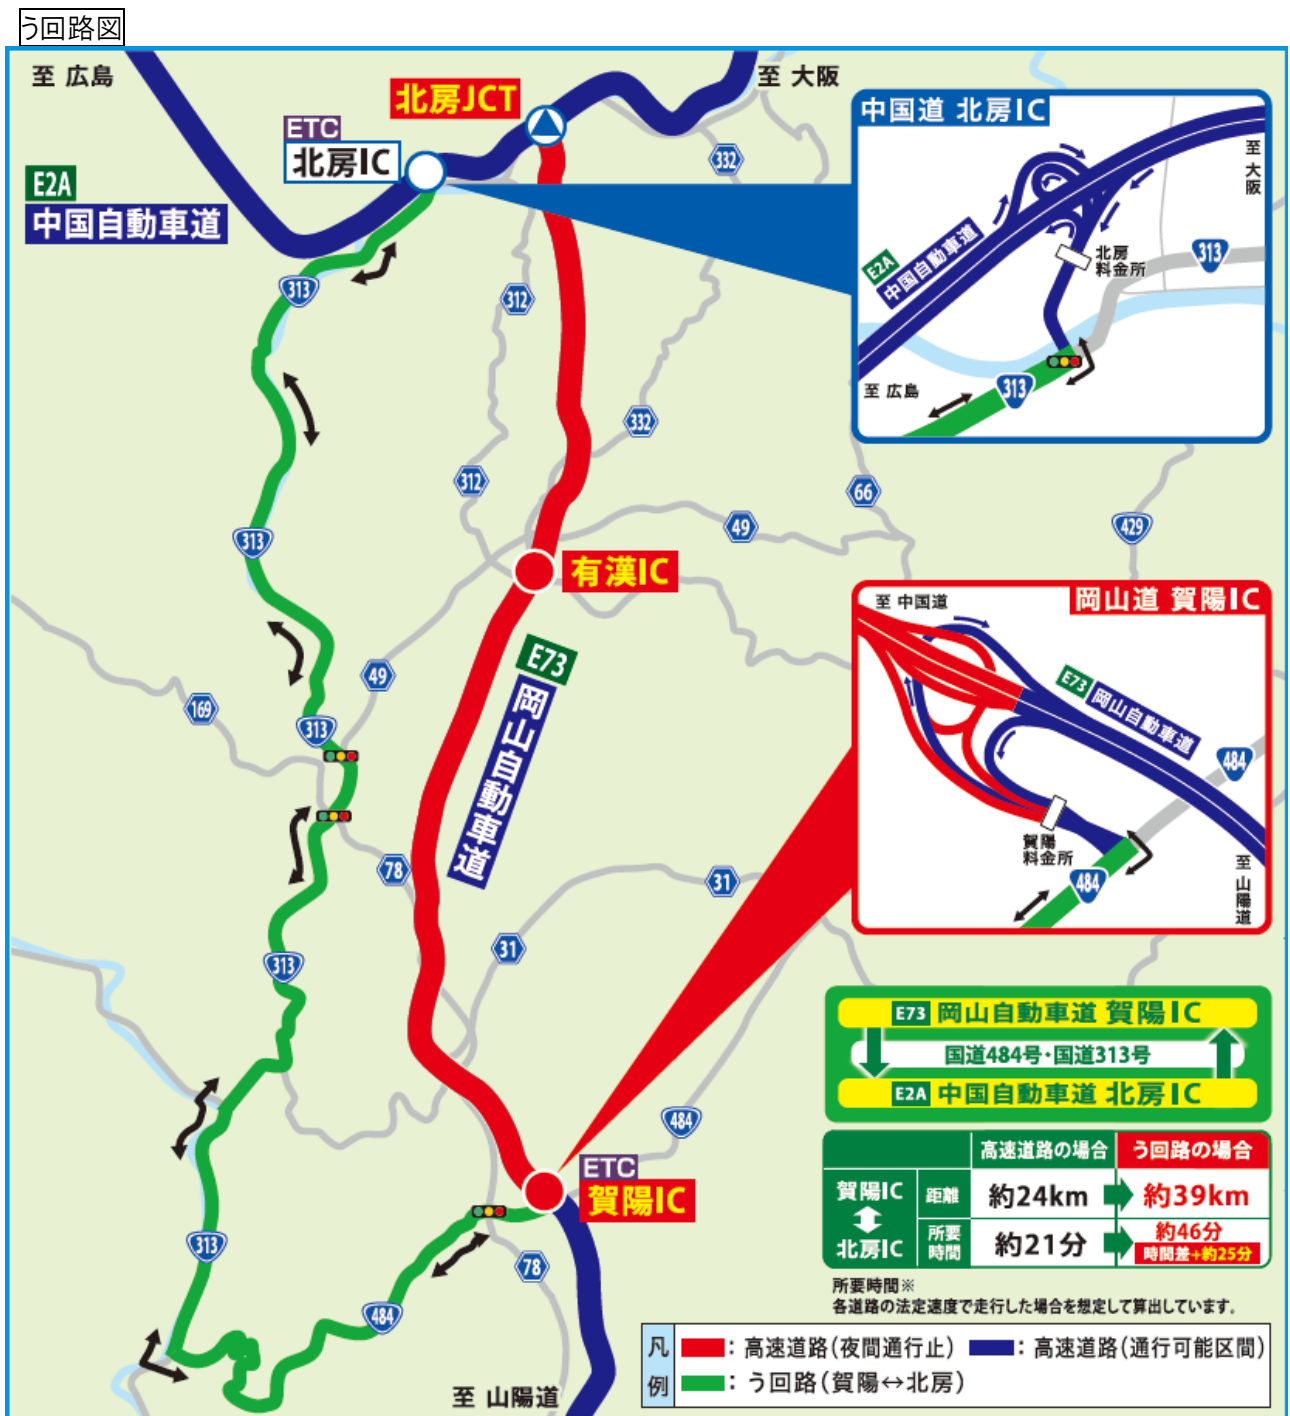 う回路図
至 広島
至 大阪
北房JCT
ETC
北房IC
E2A
中国自動車道
332
313
312
332
312
313
49
66
429
有漢IC
E73
岡山自動車道
49
169
313
78
31
31
313
484
ETC
賀陽IC
313
78
484
至 山陽道
中国道 北房IC
至 大阪
E2A
中国自動車道
北房
料金所
313
至 広島
313
岡山道 賀陽IC
至 中国道
E73 岡山自動車道
484
賀陽
料金所
484
至 山陽道
E73 岡山自動車道 賀陽IC
国道484号・国道313号
E2A 中国自動車道 北房IC
高速道路の場合 う回路の場合
賀陽IC
北房IC
距離 約24km 約39km
所要
時間
約21分
約46分
時間差+約25分
所要時間※
各道路の法定速度で走行した場合を想定して算出しています。
凡例
：高速道路(夜間通行止) ：高速道路(通行可能区間)
：う回路(賀陽↔北房)